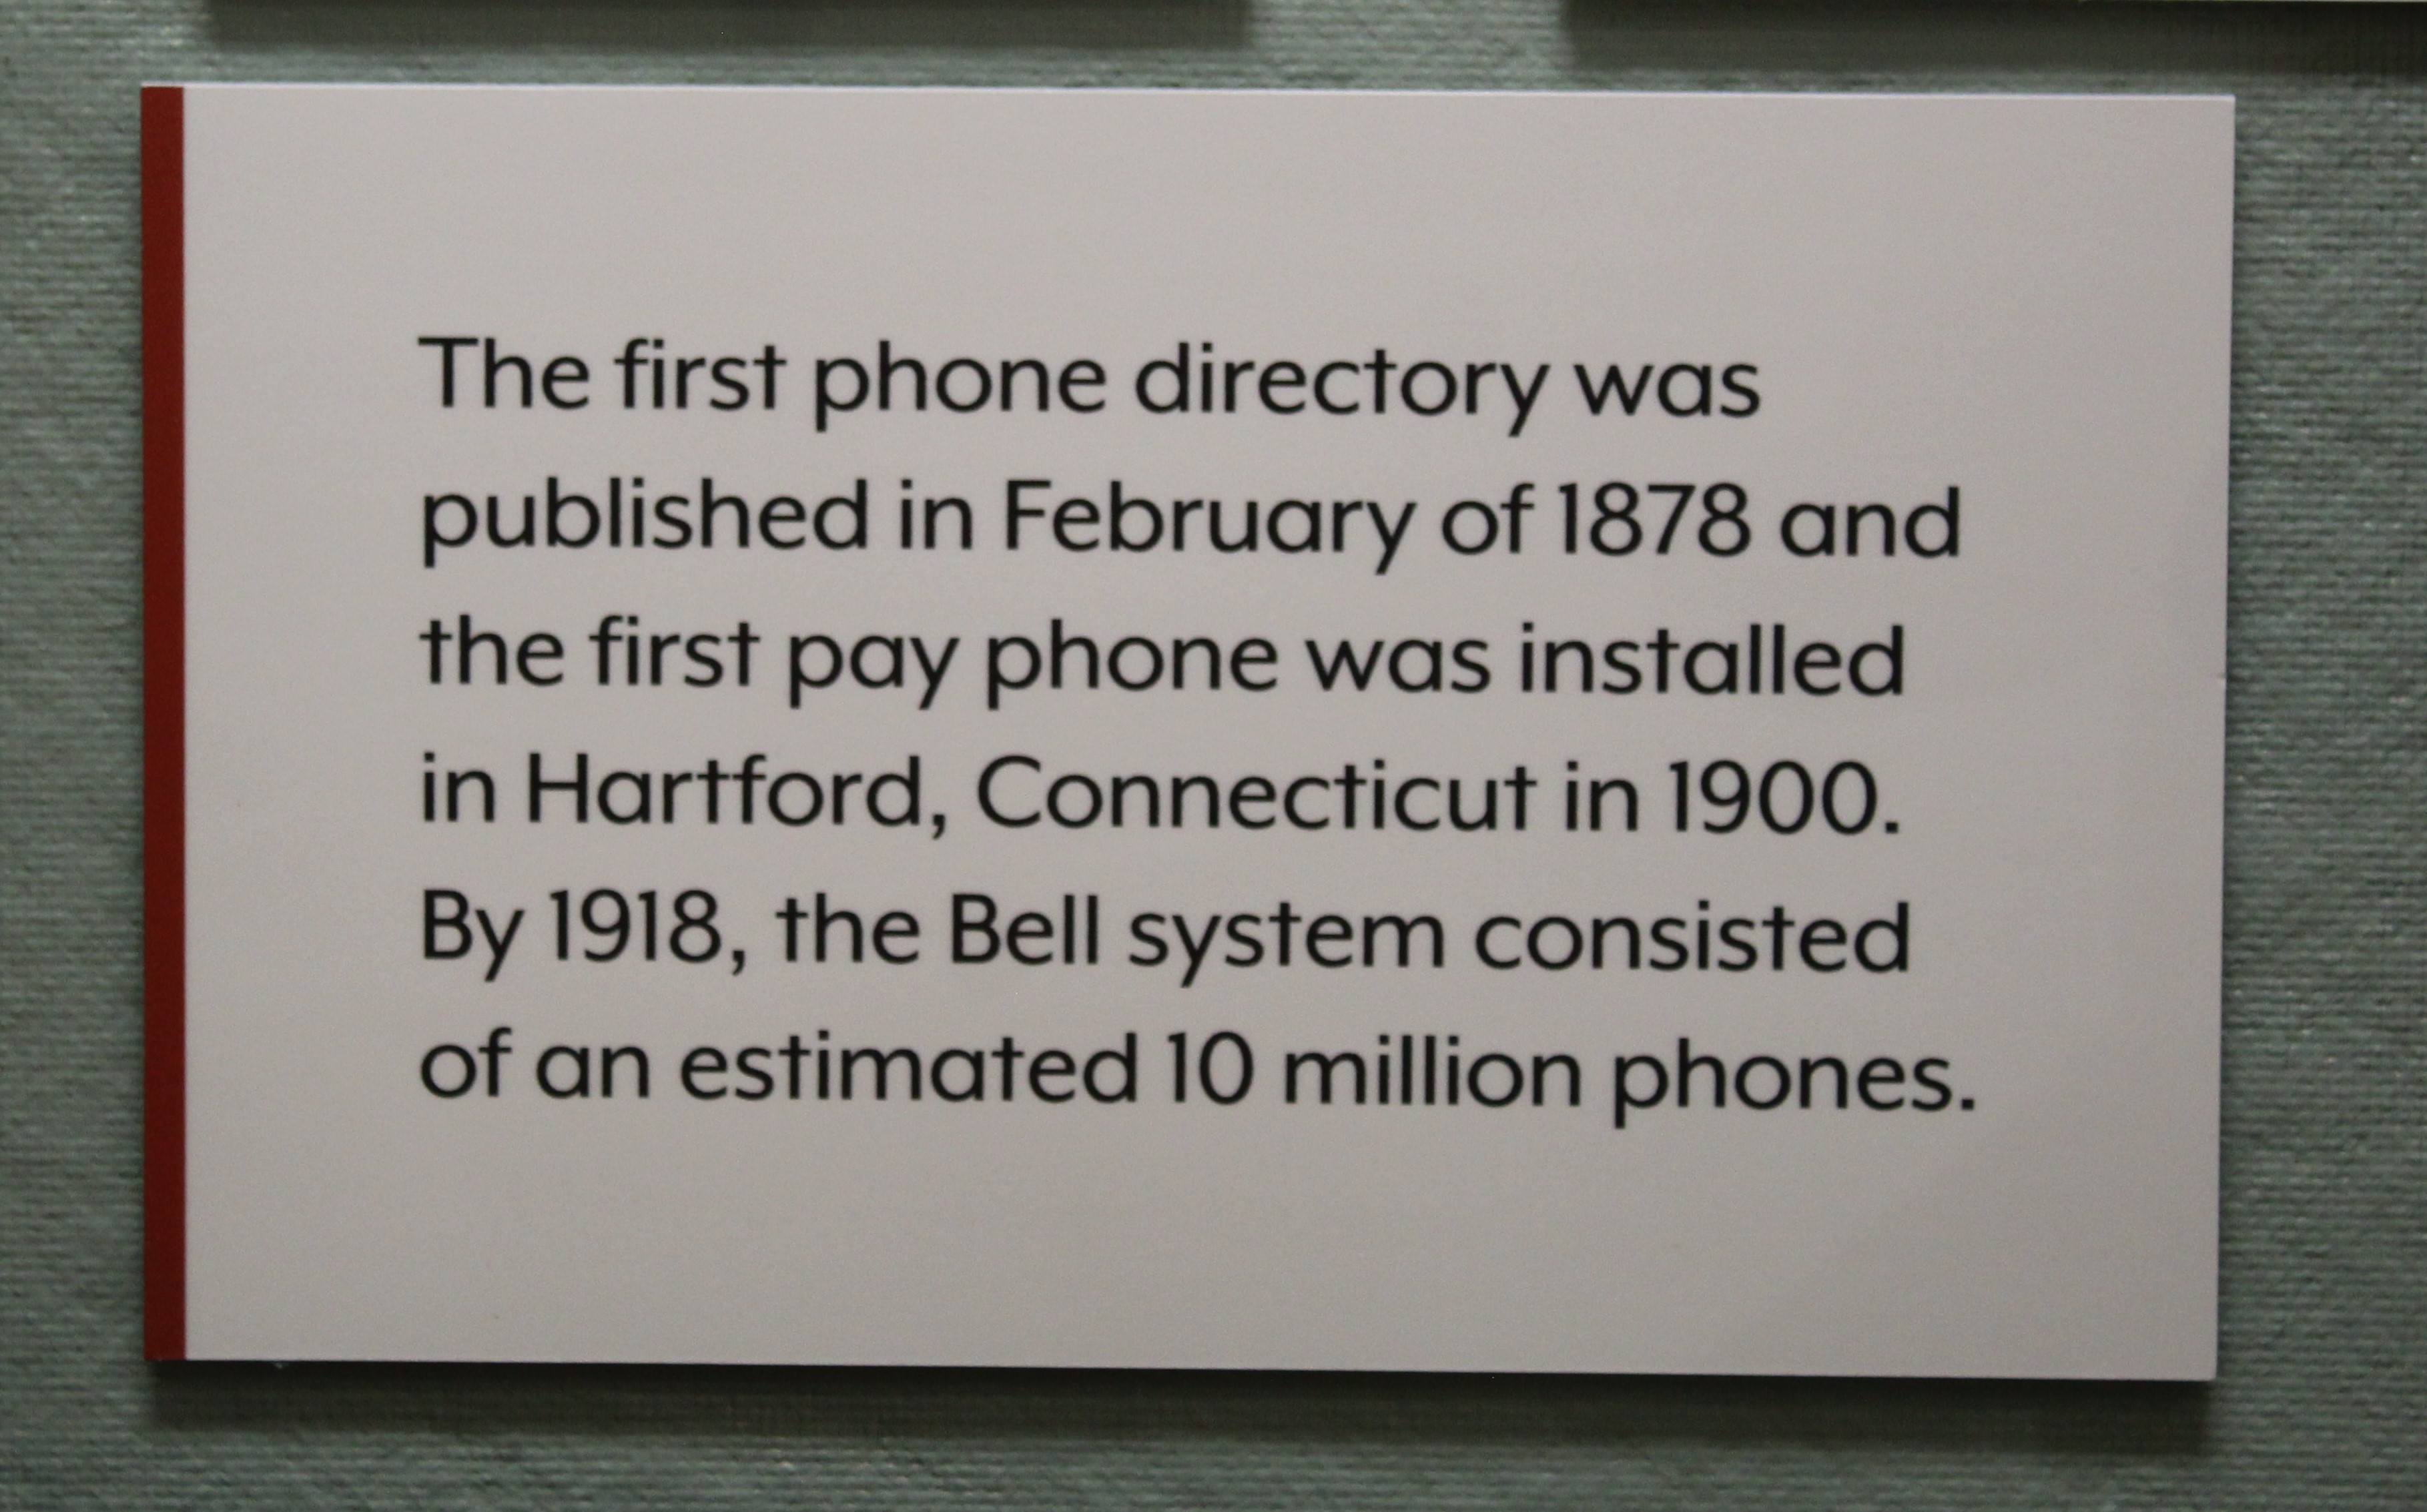 The first phone directory was
published in February of 1878 and
the first pay phone was installed
in Hartford, Connecticut in 1900.
By 1918, the Bell system consisted
of an estimated 10 million phones.